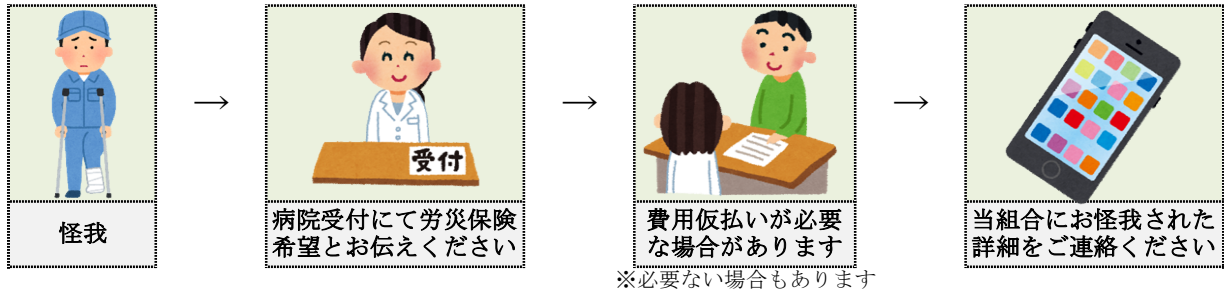 受付
怪我
病院受付にて労災保険
希望とお伝えください
費用仮払いが必要
な場合があります
※必要ない場合もあります
当組合にお怪我された
詳細をご連絡ください